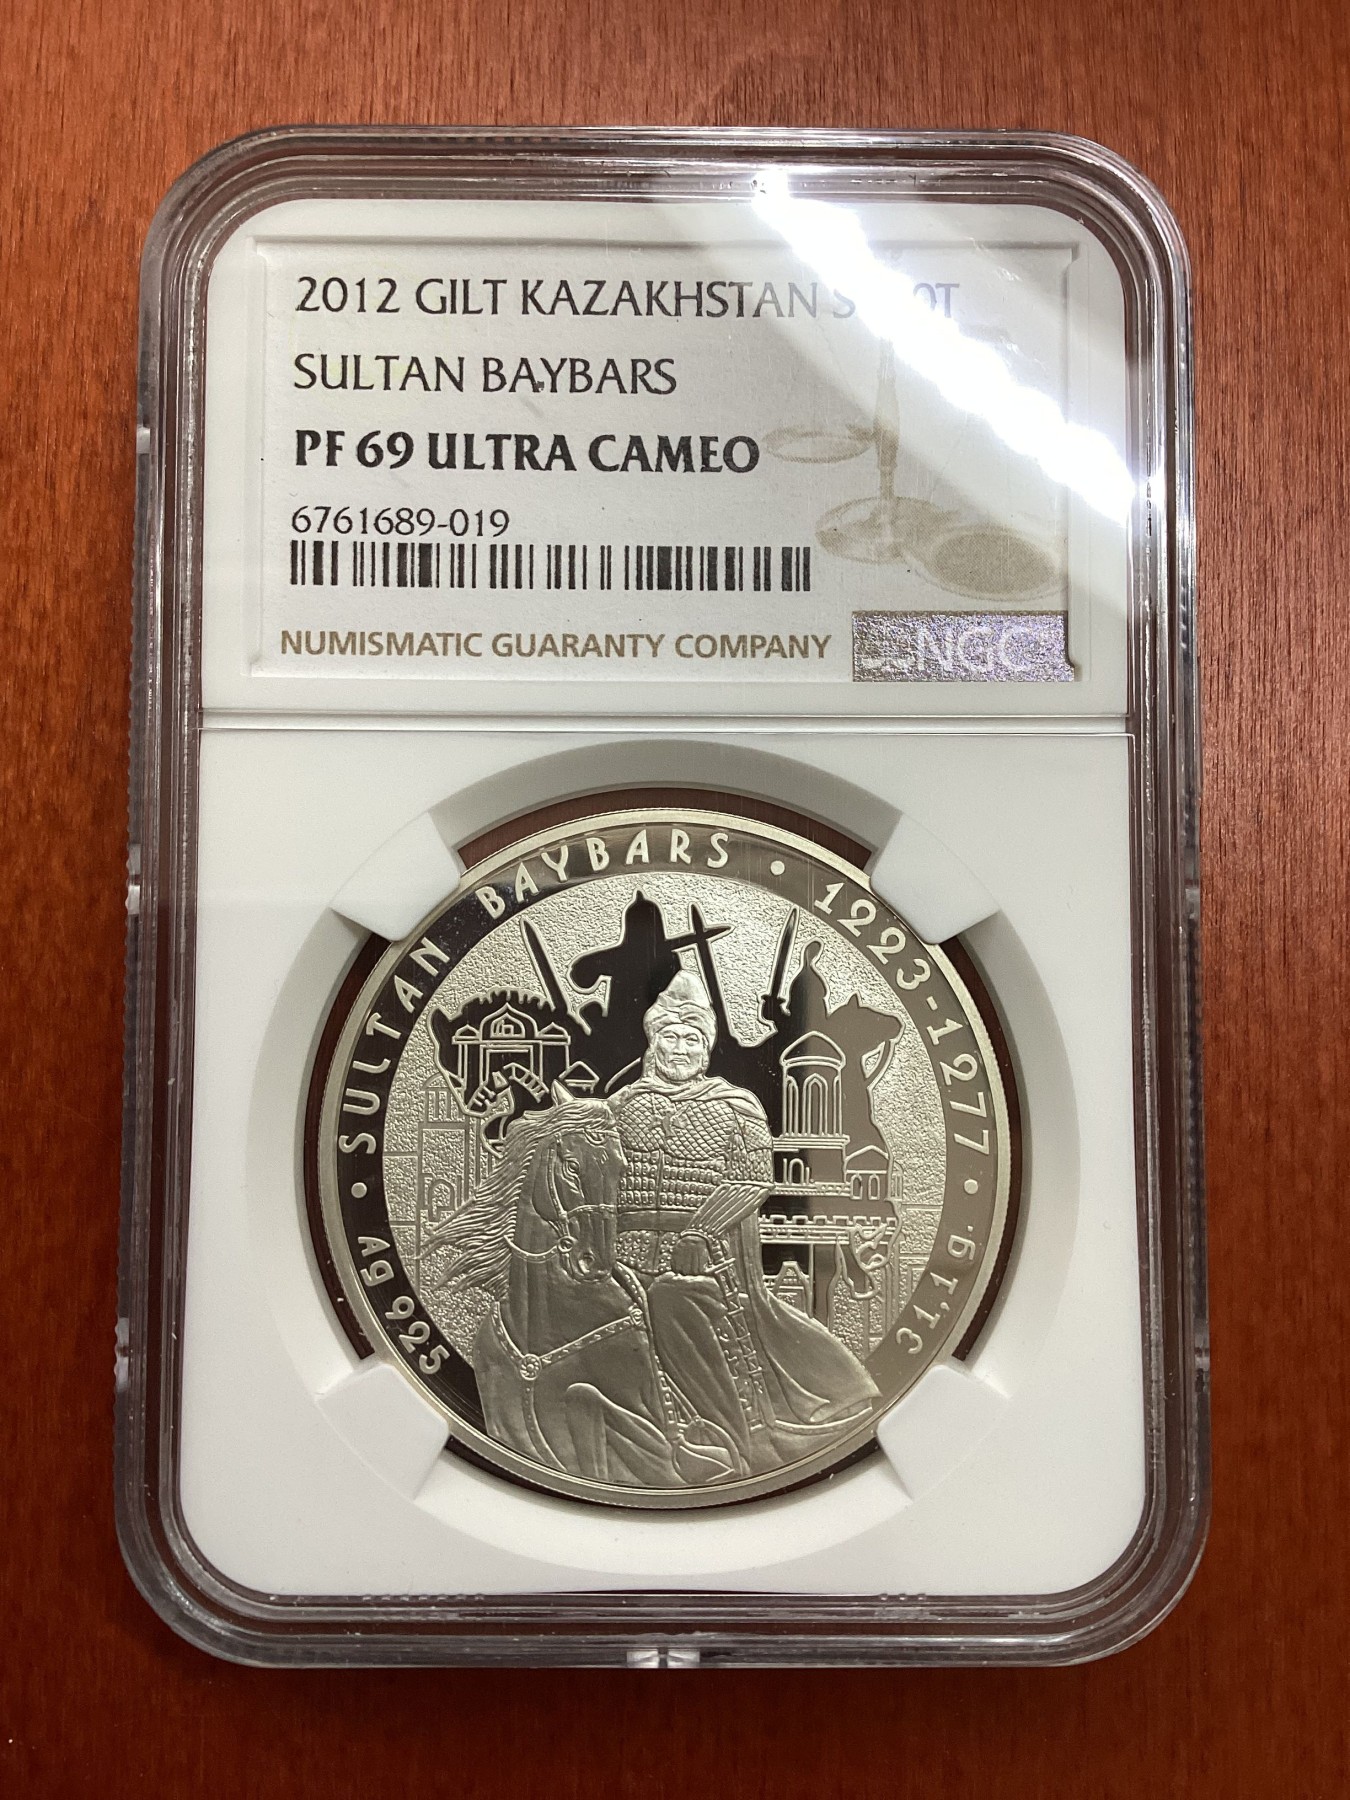 2012 GILT KAZAKHSTAN
SULTAN BAYBARS
PF 69 ULTRA CAMEO
6761689-019
NUMISMATIC GUARANTY COMPANY
NGC
Ag 925 • SULTAN BAYBARS • 1223-1277 • 31,1 g.